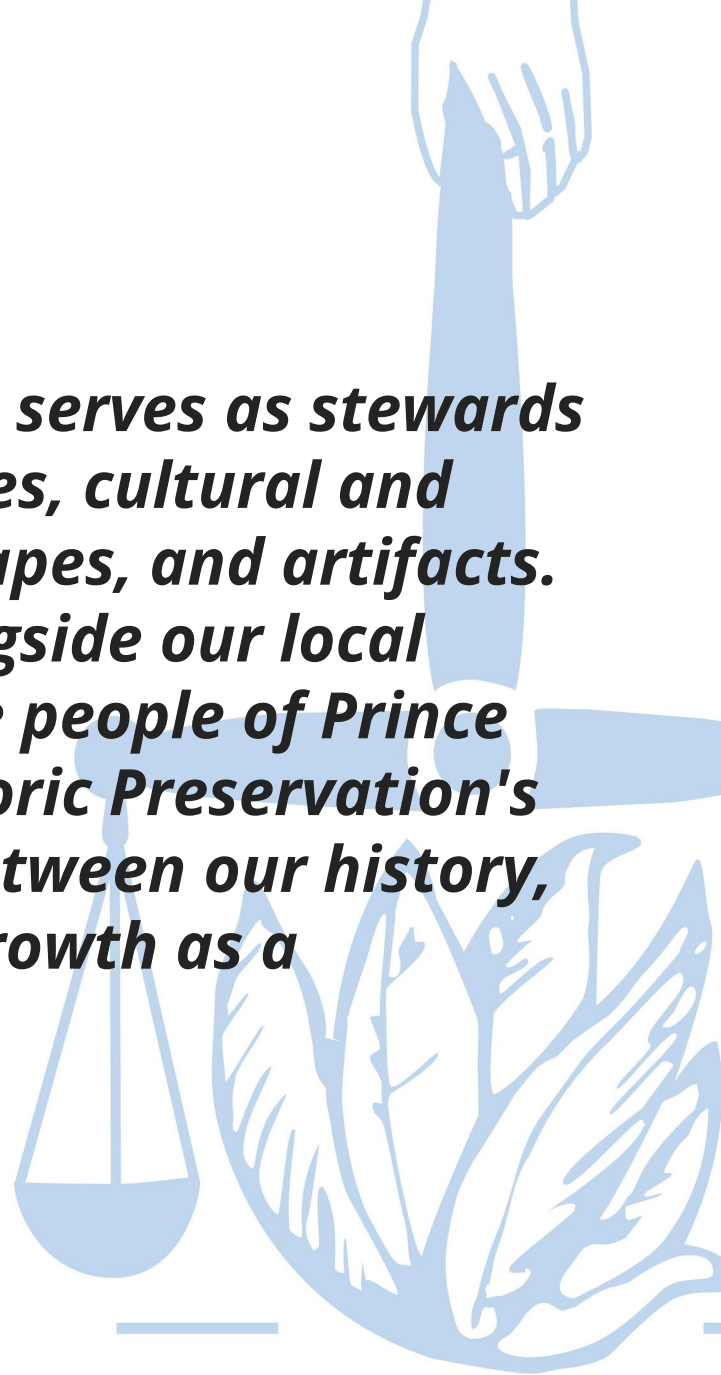 serves as stewards
es, cultural and
apes, and artifacts.
gside our local
e people of Prince
oric Preservation's
tween our history,
rowth as a